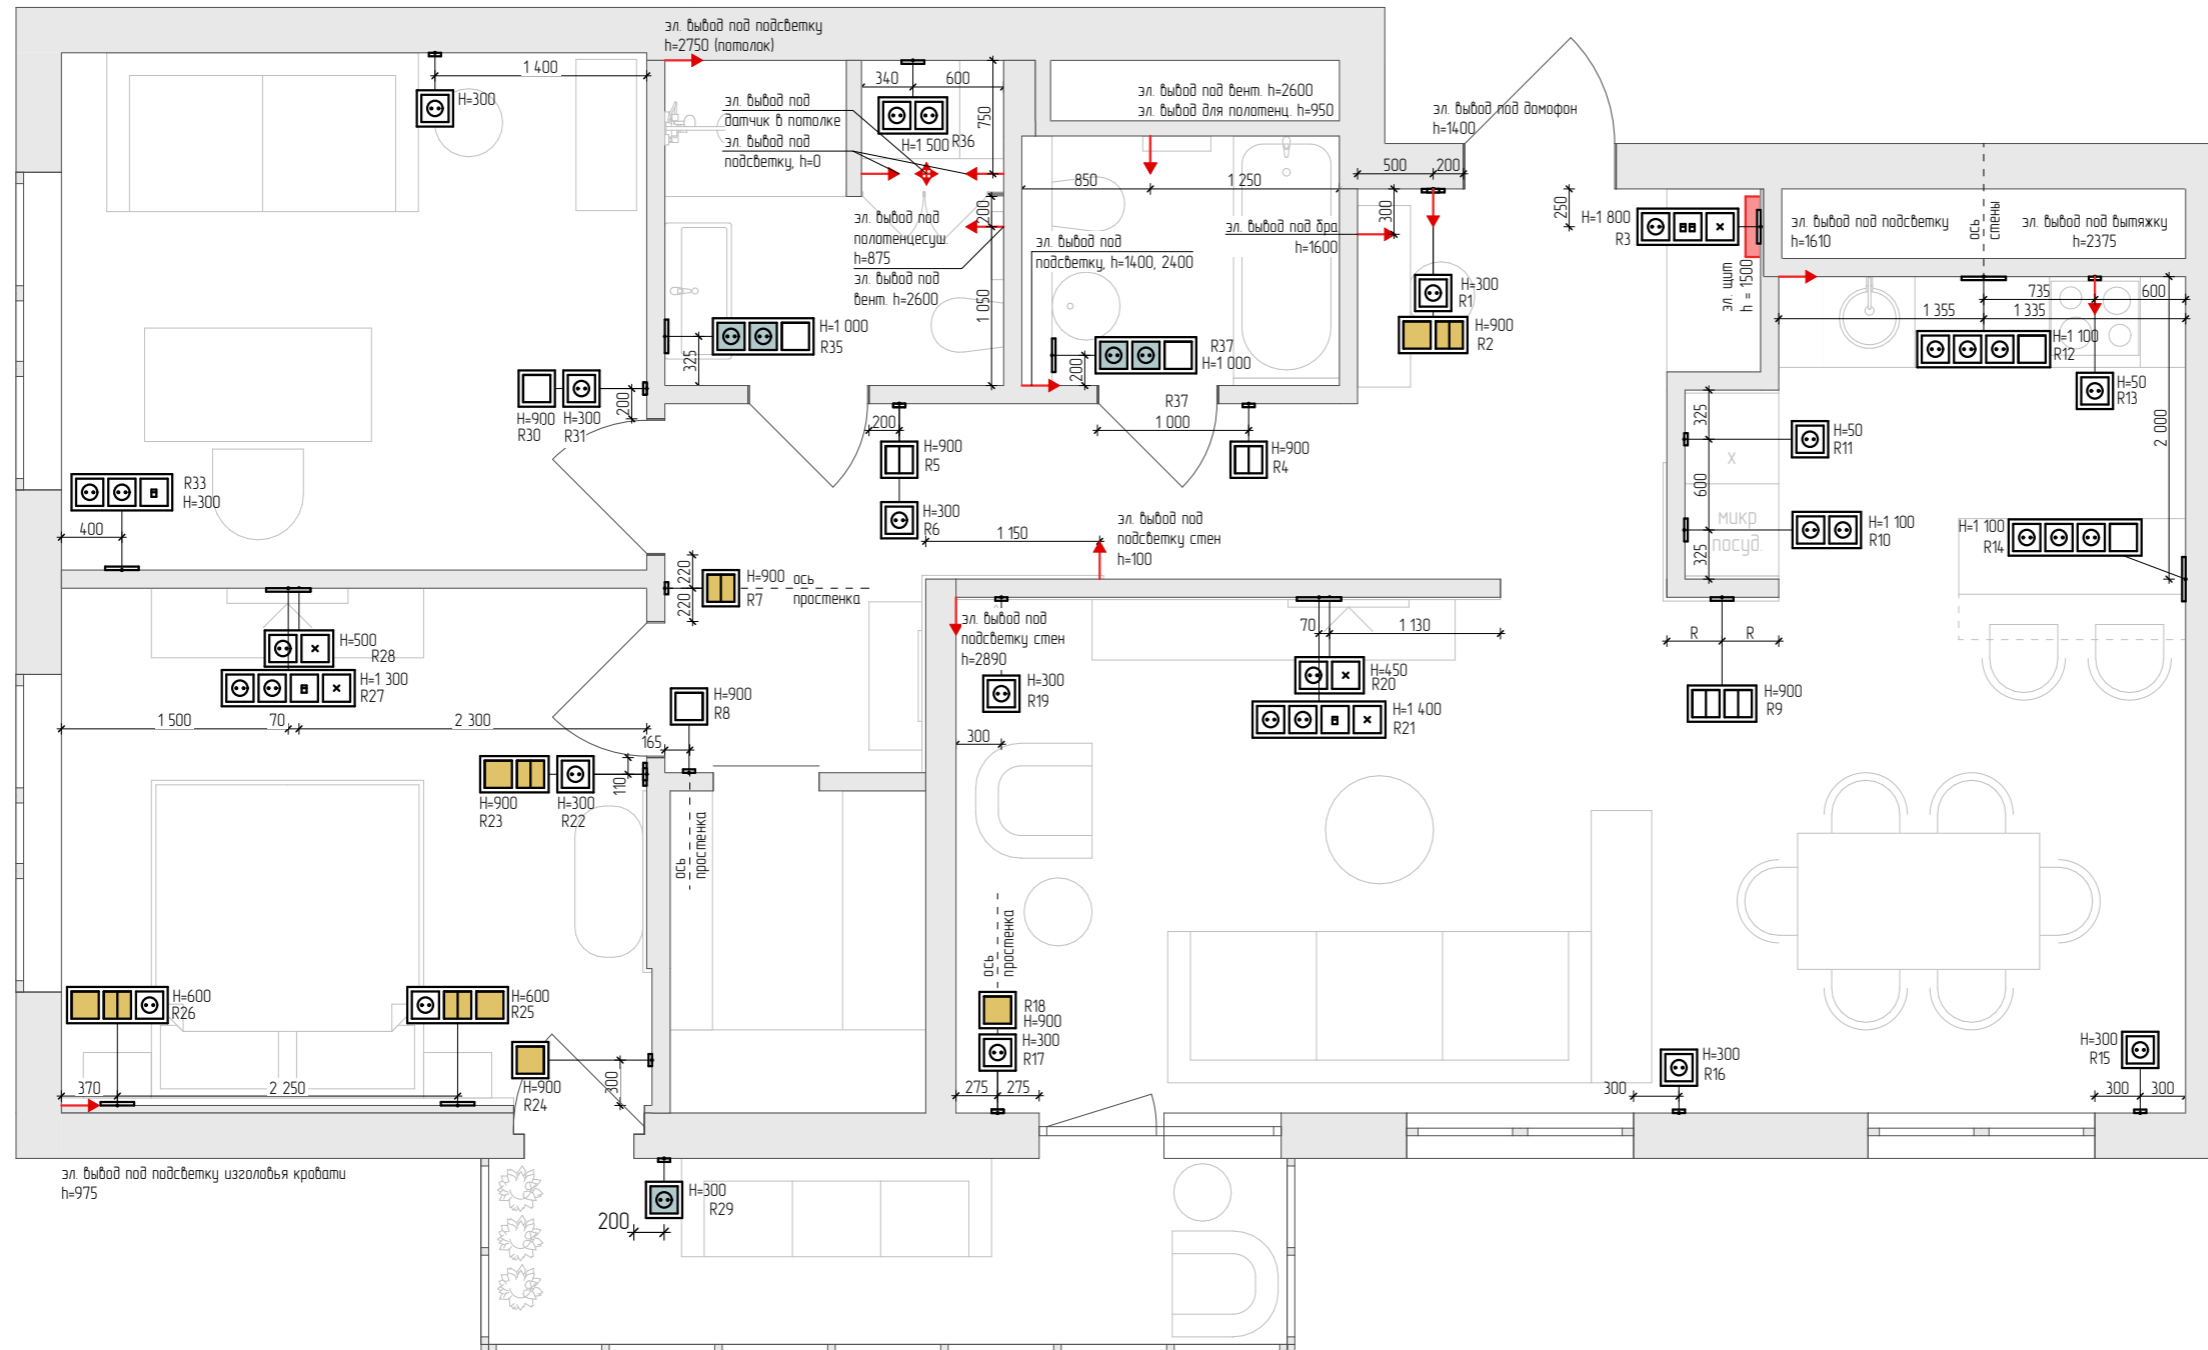 эл. вывод под подсветку
h=2750 (потолок)
1 400
H=300
340
600
750
эл. вывод под
датчик в потолке
эл. вывод под
подсветку, h=0
H=1 500
R36
эл. вывод под вент. h=2600
эл. вывод для полотенц. h=950
эл. вывод под домофон
h=1400
850
1 250
500
200
300
250
H=1 800
R3
эл. щит
h = 1500
эл. вывод под подсветку
h=1610
ось
стены
эл. вывод под вытяжку
h=2375
200
эл. вывод под
полотенцесуш.
h=875
эл. вывод под
вент. h=2600
1 050
эл. вывод под
подсветку, h=1400, 2400
эл. вывод под бра
h=1600
H=300
R1
H=900
R2
735
600
1 355
1 335
H=1 100
R12
H=50
R13
2 000
H=1 000
R35
325
R37
H=1 000
200
R37
1 000
H=900
R30
H=300
R31
200
200
H=900
R5
H=900
R4
H=300
R6
325
H=50
R11
x
600
микр
посуд.
325
H=1 100
R10
H=1 100
R14
R33
H=300
400
1 150
эл. вывод под
подсветку стен
h=100
220
220
H=900
R7
ось
простенка
эл. вывод под
подсветку стен
h=2890
70
1 130
R
R
H=500
R28
H=1 300
R27
1 500
70
2 300
H=900
R8
165
H=300
R19
H=450
R20
H=1 400
R21
H=900
R9
300
110
H=900
R23
H=300
R22
ось
простенка
ось
простенка
H=600
R26
H=600
R25
R18
H=900
H=300
R17
H=900
R24
300
370
2 250
275
275
H=300
R16
300
H=300
R15
300
300
эл. вывод под подсветку изголовья кровати
h=975
H=300
R29
200